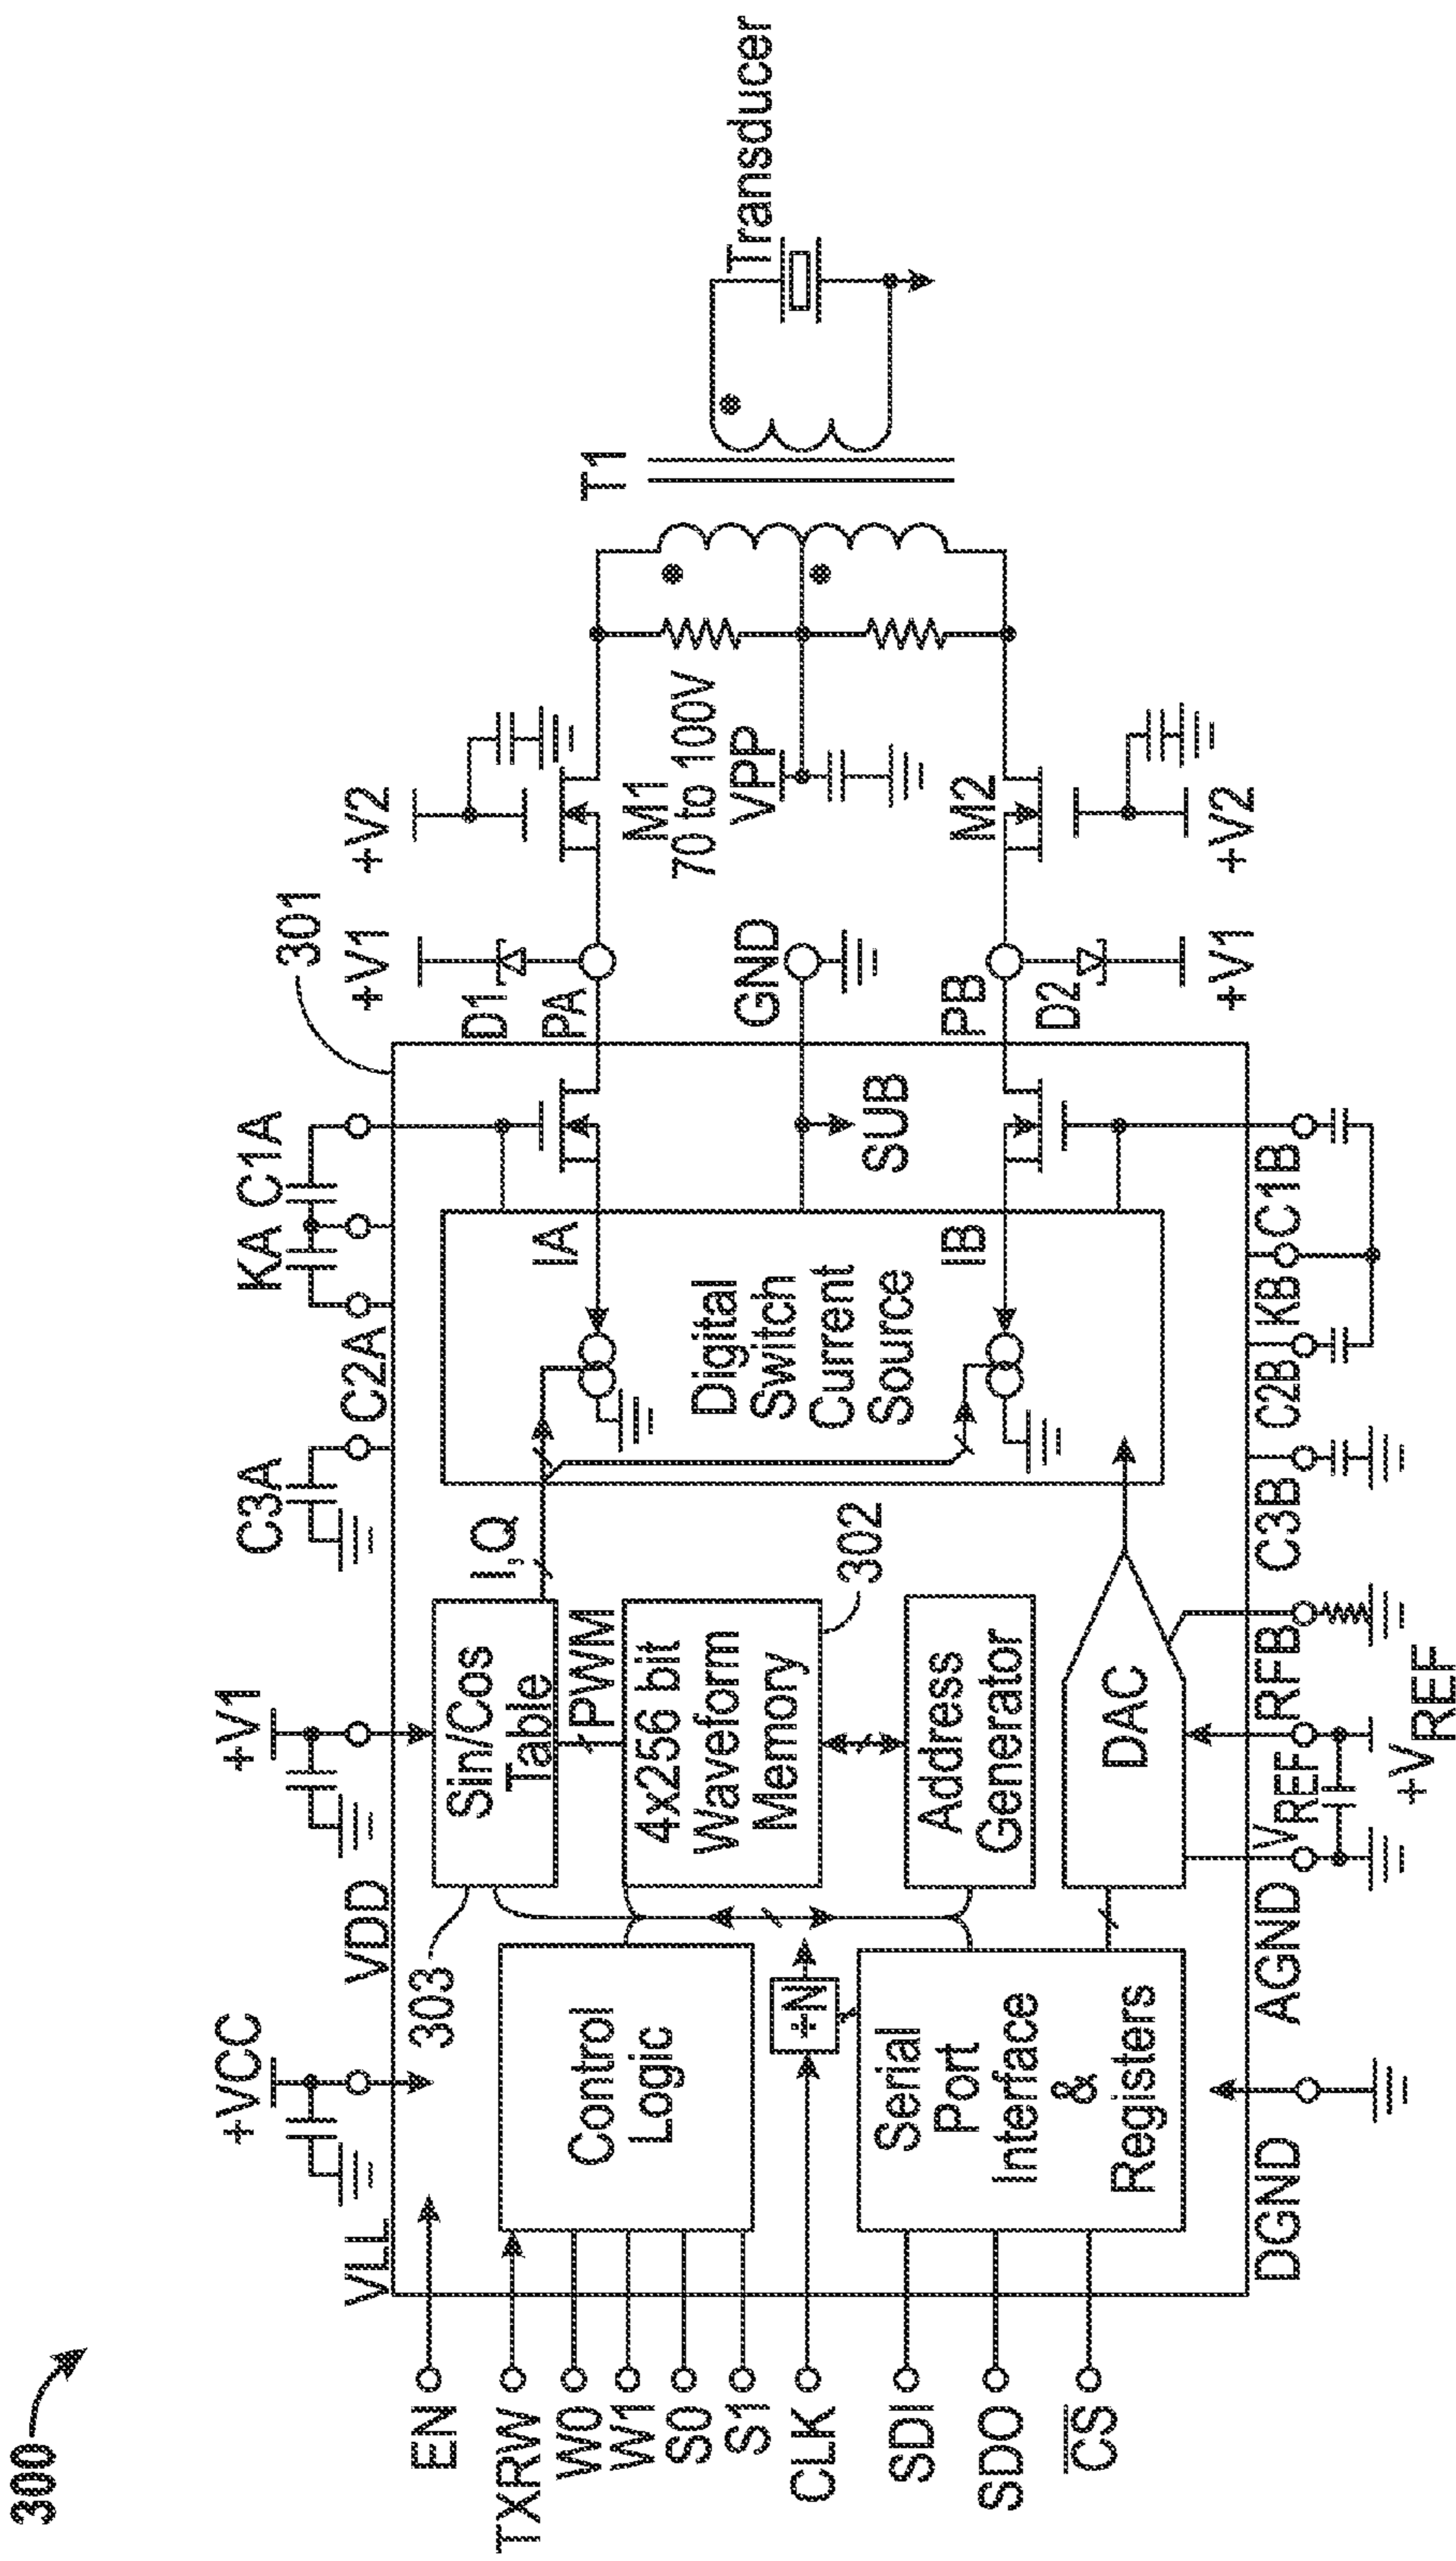 300
+VCC
+V1
C3A
KA
C1A
301
+V1
+V2
VLL
VDD
C2A
D1
PA
EN
TXRW
W0
W1
S0
S1
CLK
SDI
SDO
CS
303
Control
Logic
÷N
Serial
Port
Interface
&
Registers
Sin/Cos
Table
I,Q
PWM
4x256 bit
Waveform
Memory
302
Address
Generator
DAC
Digital
Switch
Current
Source
IA
IB
SUB
GND
PB
D2
M1
70 to 100V
VPP
M2
T1
Transducer
DGND
AGND
VREF
RFB
C3B
C2B
KB
C1B
+V1
+V2
+VREF